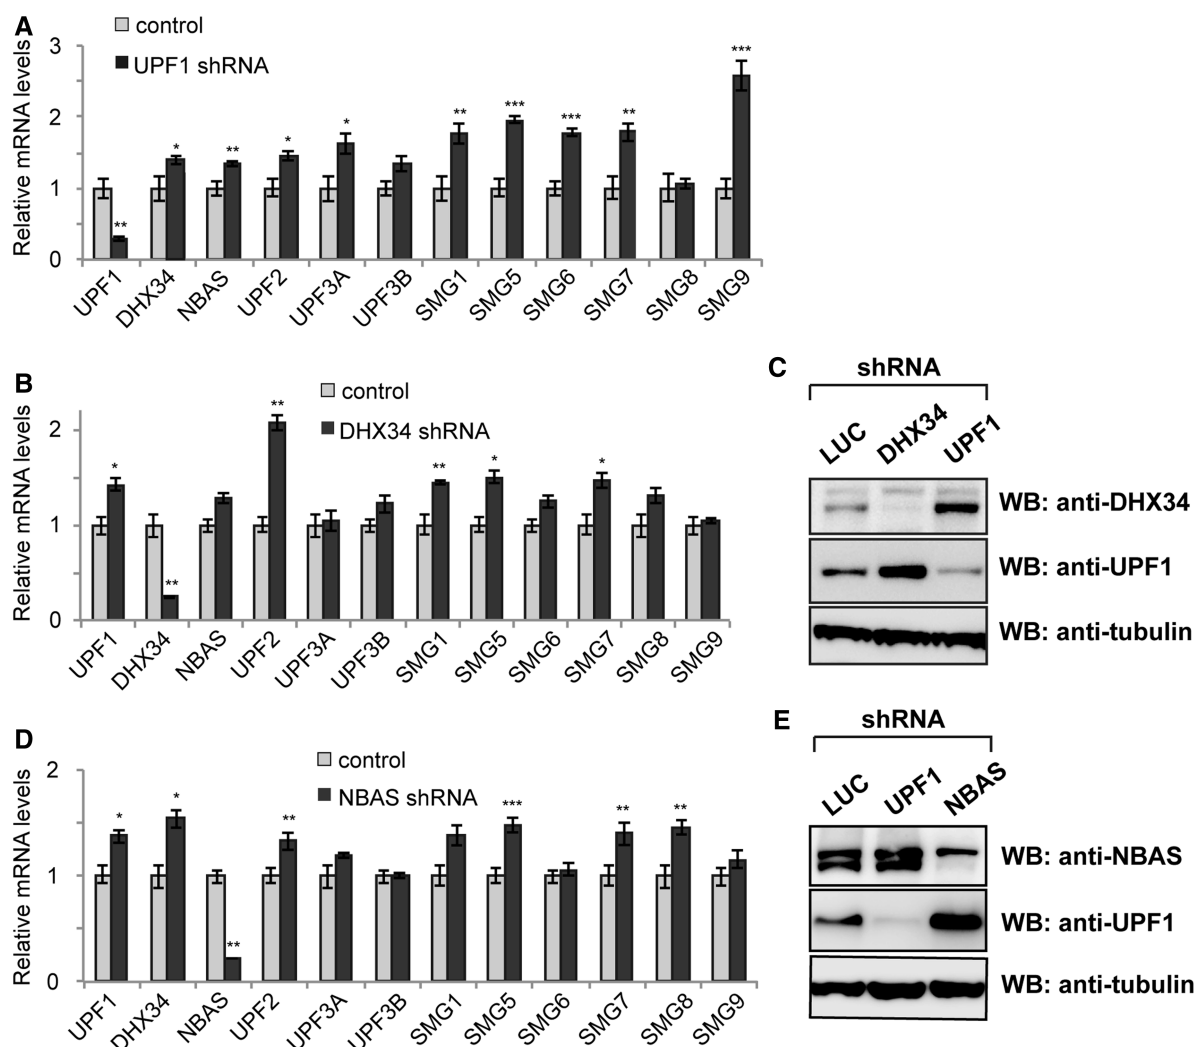 A
control
UPF1 shRNA
Relative mRNA levels
3
2
1
0
**
*
**
*
*
**
***
***
**
***
UPF1 DHX34 NBAS UPF2 UPF3A UPF3B SMG1 SMG5 SMG6 SMG7 SMG8 SMG9
B
control
DHX34 shRNA
Relative mRNA levels
2
1
0
*
**
**
**
*
*
UPF1 DHX34 NBAS UPF2 UPF3A UPF3B SMG1 SMG5 SMG6 SMG7 SMG8 SMG9
C
shRNA
LUC DHX34 UPF1
WB: anti-DHX34
WB: anti-UPF1
WB: anti-tubulin
D
control
NBAS shRNA
Relative mRNA levels
2
1
0
*
*
**
**
***
**
**
UPF1 DHX34 NBAS UPF2 UPF3A UPF3B SMG1 SMG5 SMG6 SMG7 SMG8 SMG9
E
shRNA
LUC UPF1 NBAS
WB: anti-NBAS
WB: anti-UPF1
WB: anti-tubulin